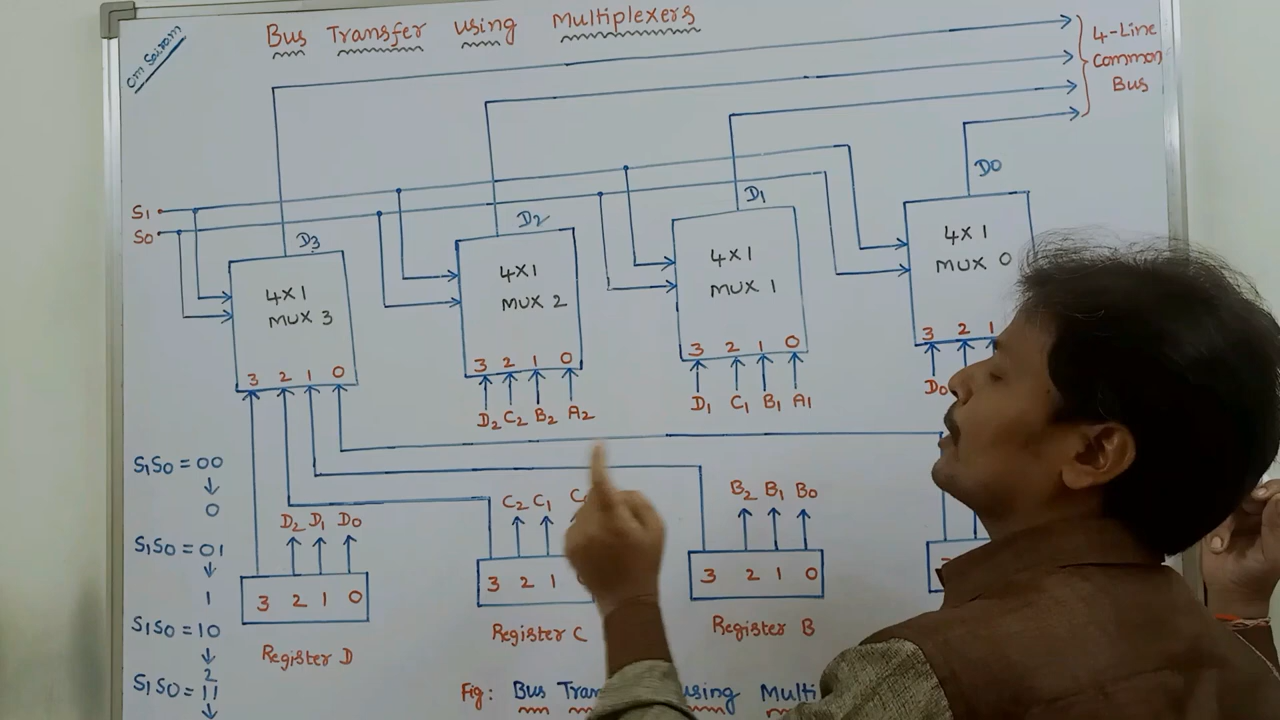 Om Sairam
Bus Transfer using Multiplexers
4-Line
Common
Bus
S1
S0
D3
D2
D1
D0
4X1
MUX 3
4X1
MUX 2
4X1
MUX 1
4X1
MUX 0
3 2 1 0
3 2 1 0
3 2 1 0
3 2 1
D2 C2 B2 A2
D1 C1 B1 A1
D0
S1S0 = 00
0
S1S0 = 01
1
S1S0 = 10
2
S1S0 = 11
D2 D1 D0
C2 C1
B2 B1 B0
3 2 1 0
3 2 1
3 2 1 0
Register D
Register C
Register B
Fig: Bus Tran using Multi